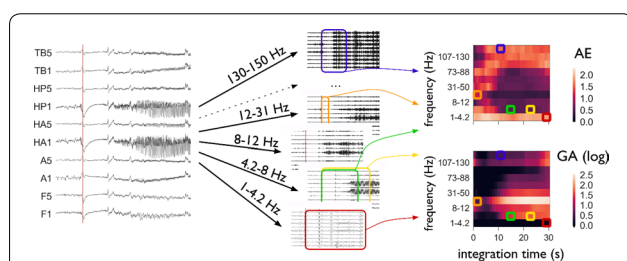 TB5
TB1
HP5
HP1
HA5
HA1
A5
A1
F5
F1
130-150 Hz
...
12-31 Hz
8-12 Hz
4.2-8 Hz
1-4.2 Hz
frequency (Hz)
107-130
73-88
31-50
8-12
1-4.2
AE
2.0
1.5
1.0
0.5
0.0
frequency (Hz)
107-130
73-88
31-50
8-12
1-4.2
0 10 20 30
integration time (s)
GA (log)
2.5
2.0
1.5
1.0
0.5
0.0